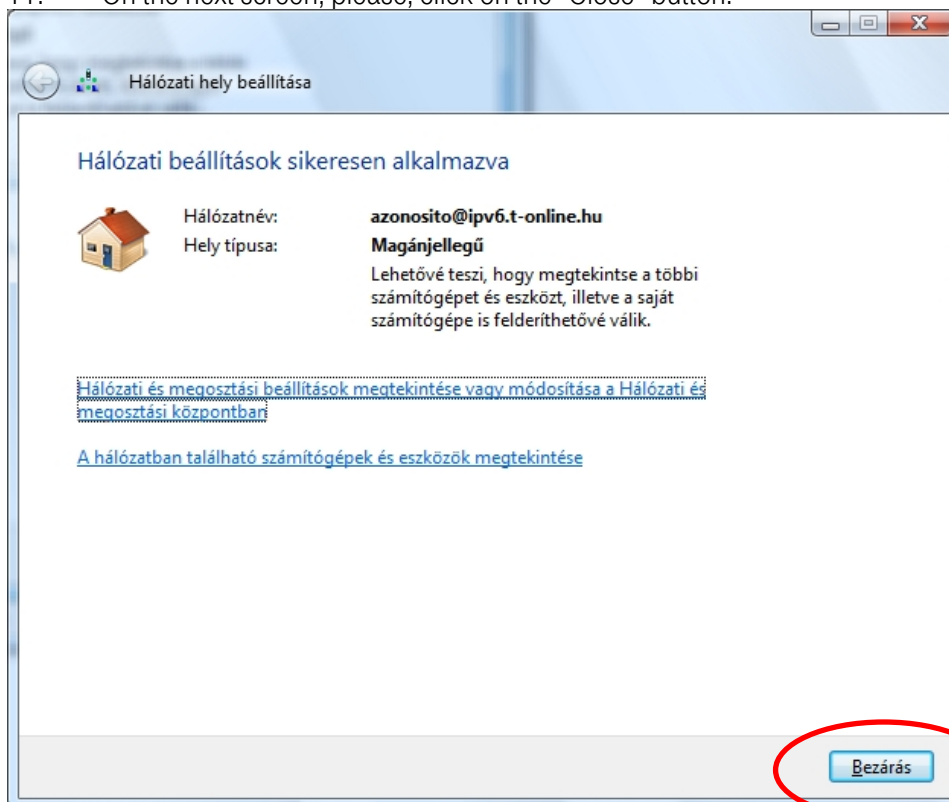 11. On the next screen, please, click on the "Close" button.
Hálózati hely beállítása
Hálózati beállítások sikeresen alkalmazva
Hálózatnév: azonosito@ipv6.t-online.hu
Hely típusa: Magánjellegű
Lehetővé teszi, hogy megtekintse a többi
számítógépet és eszközt, illetve a saját
számítógépe is felderíthetővé válik.
Hálózati és megosztási beállítások megtekintése vagy módosítása a Hálózati és
megosztási központban
A hálózatban található számítógépek és eszközök megtekintése
Bezárás